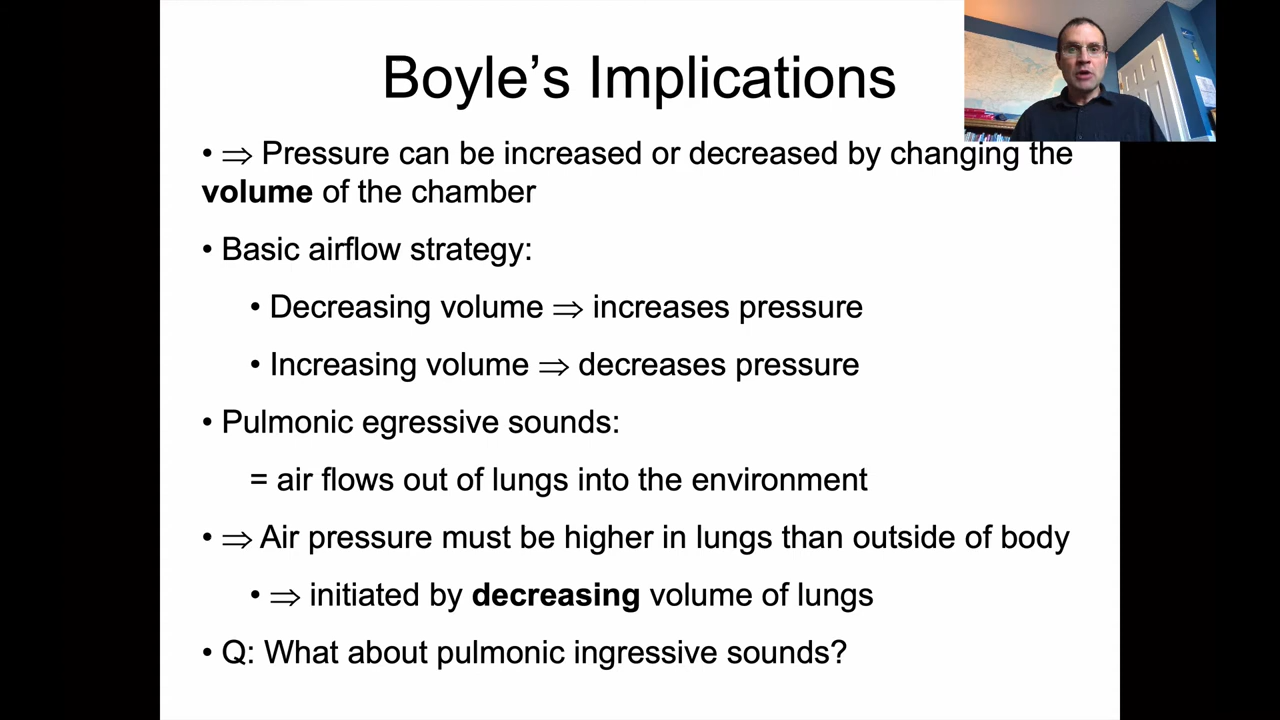 Boyle’s Implications
• ⇒ Pressure can be increased or decreased by changing the
volume of the chamber
• Basic airflow strategy:
• Decreasing volume ⇒ increases pressure
• Increasing volume ⇒ decreases pressure
• Pulmonic egressive sounds:
= air flows out of lungs into the environment
• ⇒ Air pressure must be higher in lungs than outside of body
• ⇒ initiated by decreasing volume of lungs
• Q: What about pulmonic ingressive sounds?